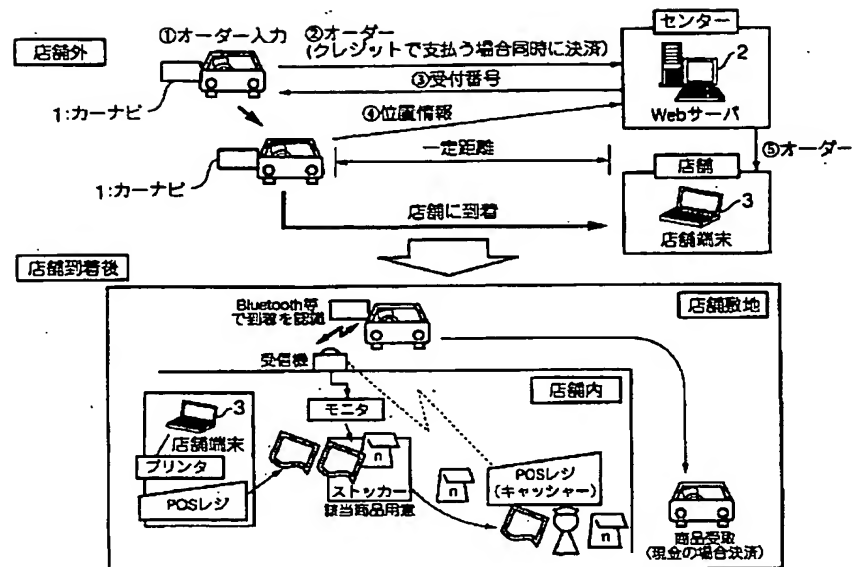 店舗外
①オーダー入力
②オーダー
(クレジットで支払う場合同時に決済)
センター
2
③受付番号
1:カーナビ
④位置情報
Webサーバ
一定距離
⑤オーダー
店舗
1:カーナビ
3
店舗に到着
店舗端末
店舗到着後
Bluetooth等
で到着を認識
店舗敷地
受信機
店舗内
モニタ
3
店舗端末
プリンタ
n
POSレジ
ストッカー
n
POSレジ
(キャッシャー)
該当商品用意
n
商品受取
(現金の場合決済)